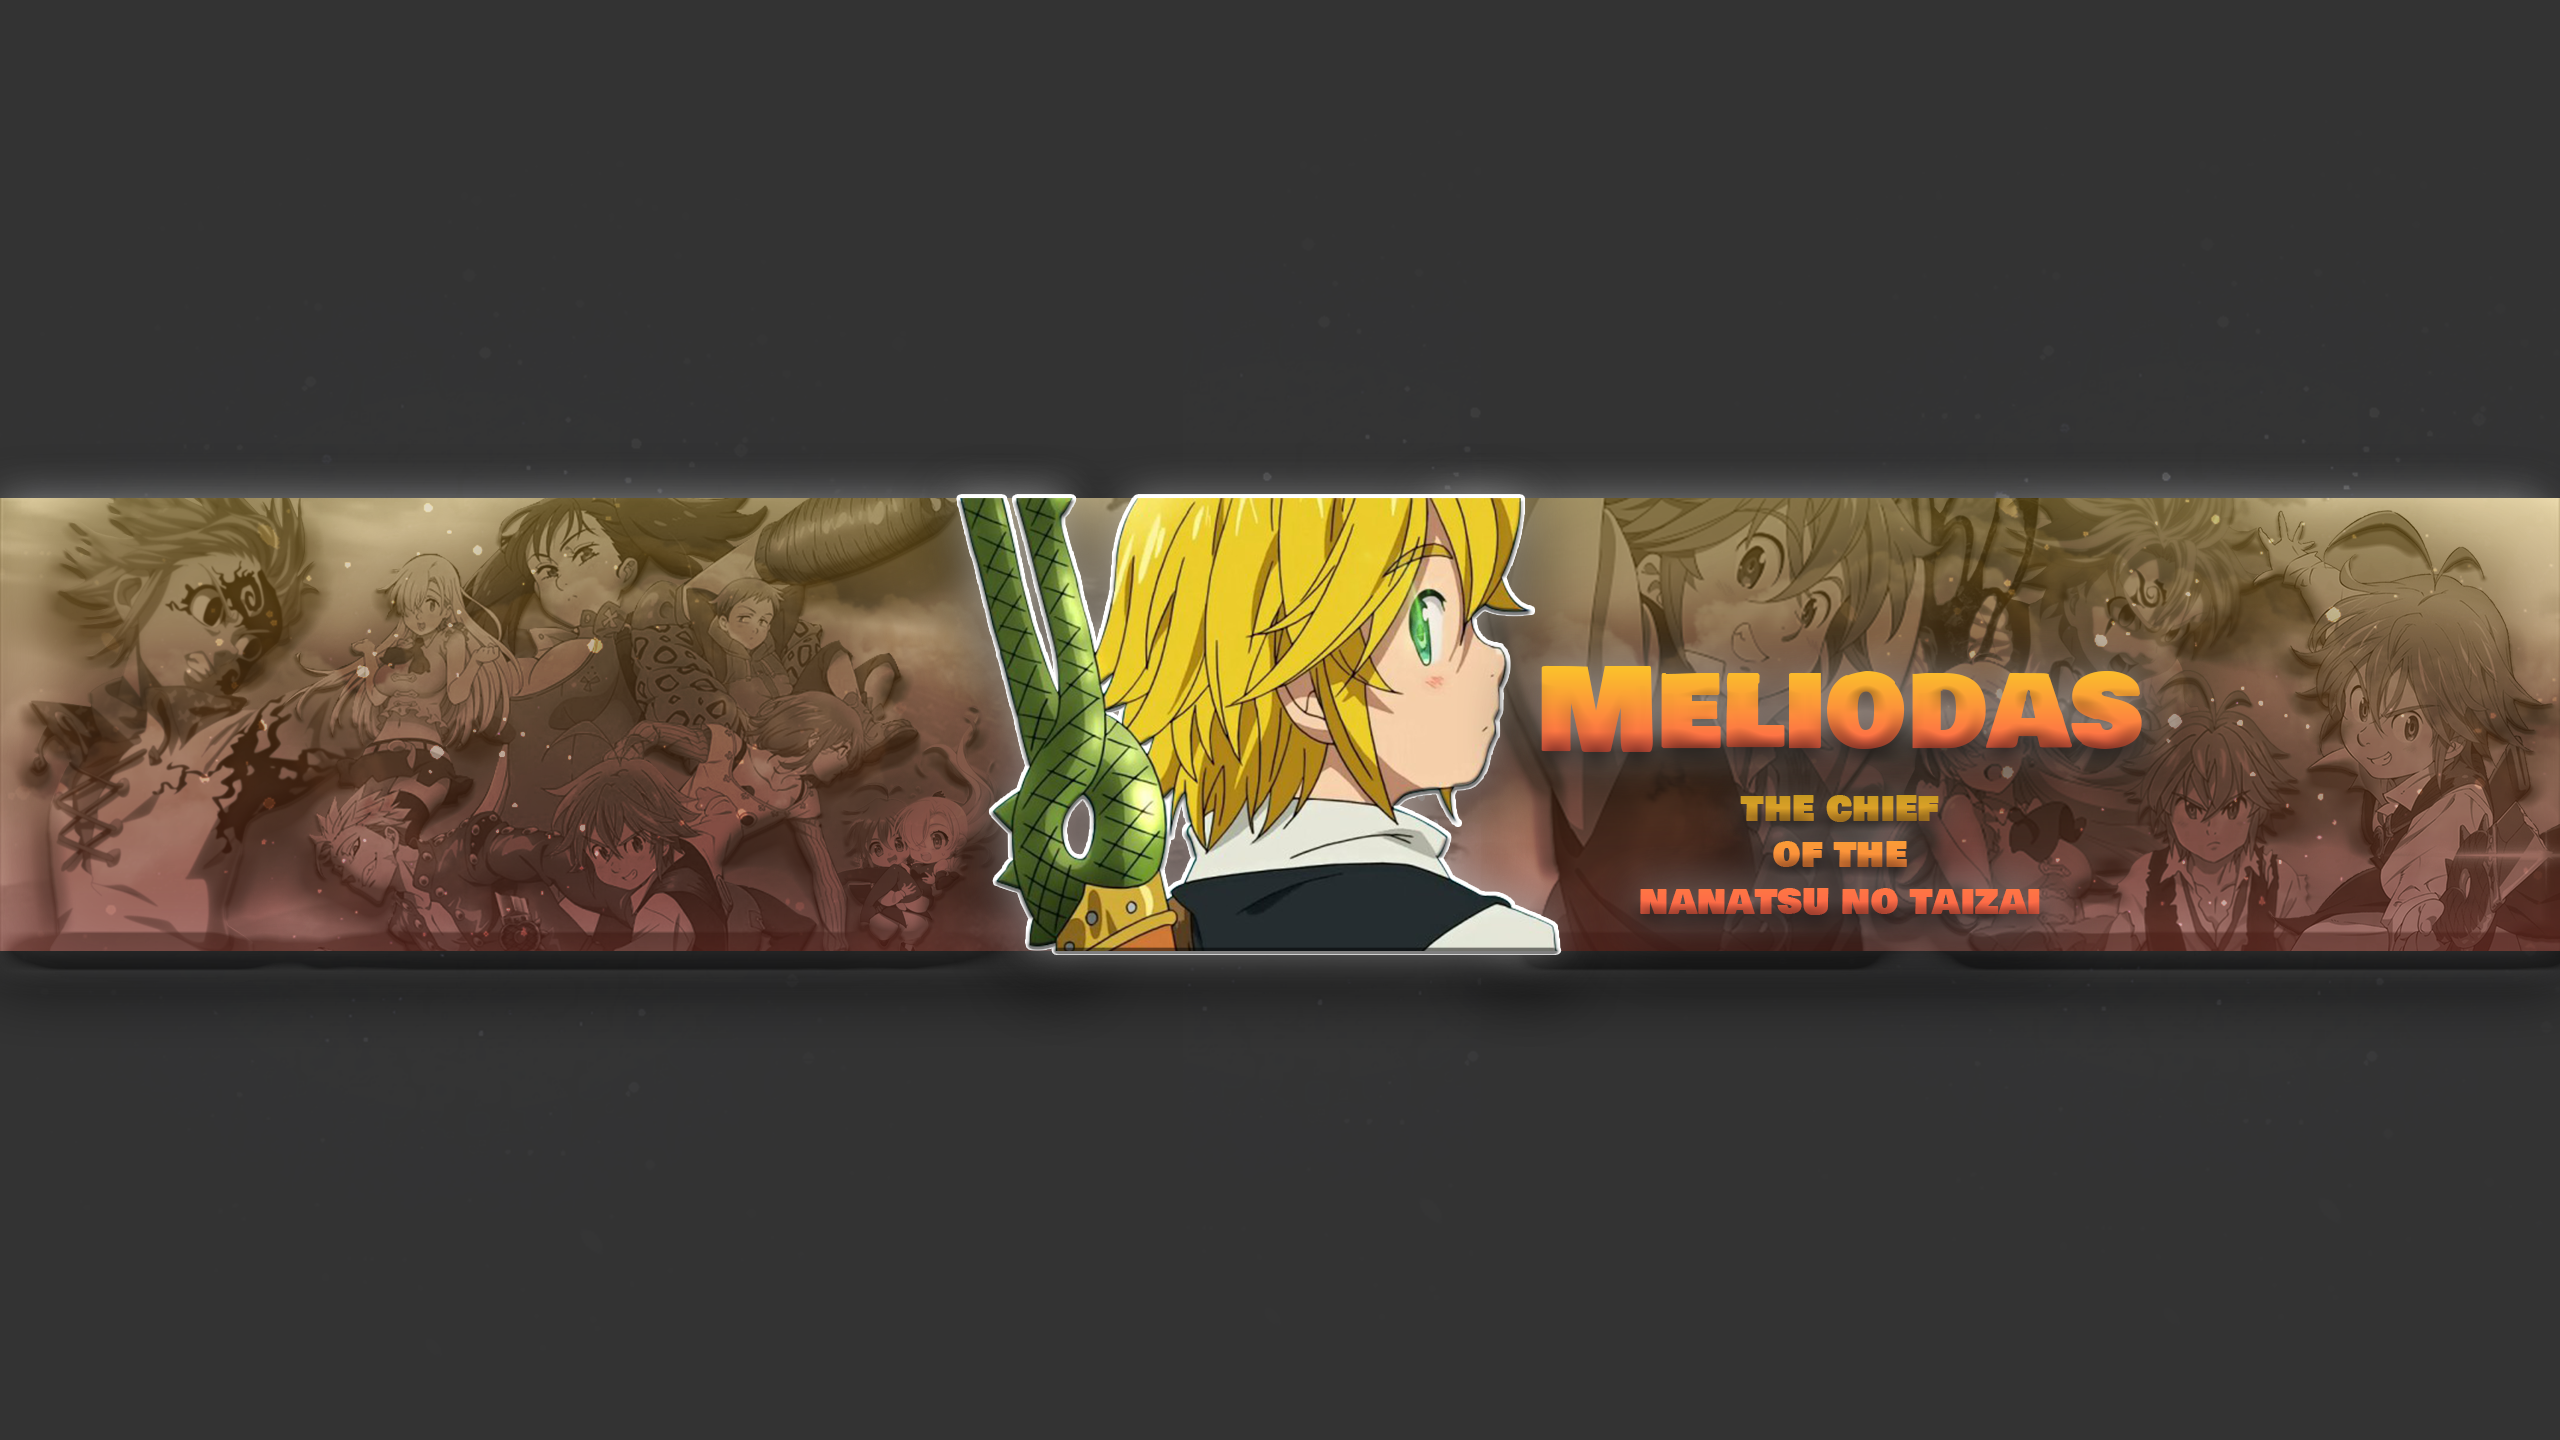 MELIODAS
THE CHIEF
OF THE
NANATSU NO TAIZAI